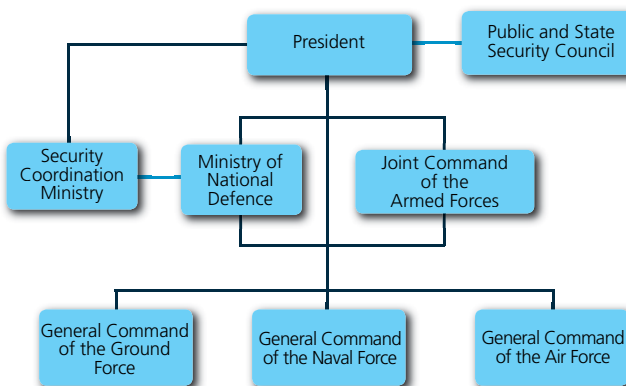 President
Public and State
Security Council
Security
Coordination
Ministry
Ministry of
National
Defence
Joint Command
of the
Armed Forces
General Command
of the Ground
Force
General Command
of the Naval Force
General Command
of the Air Force